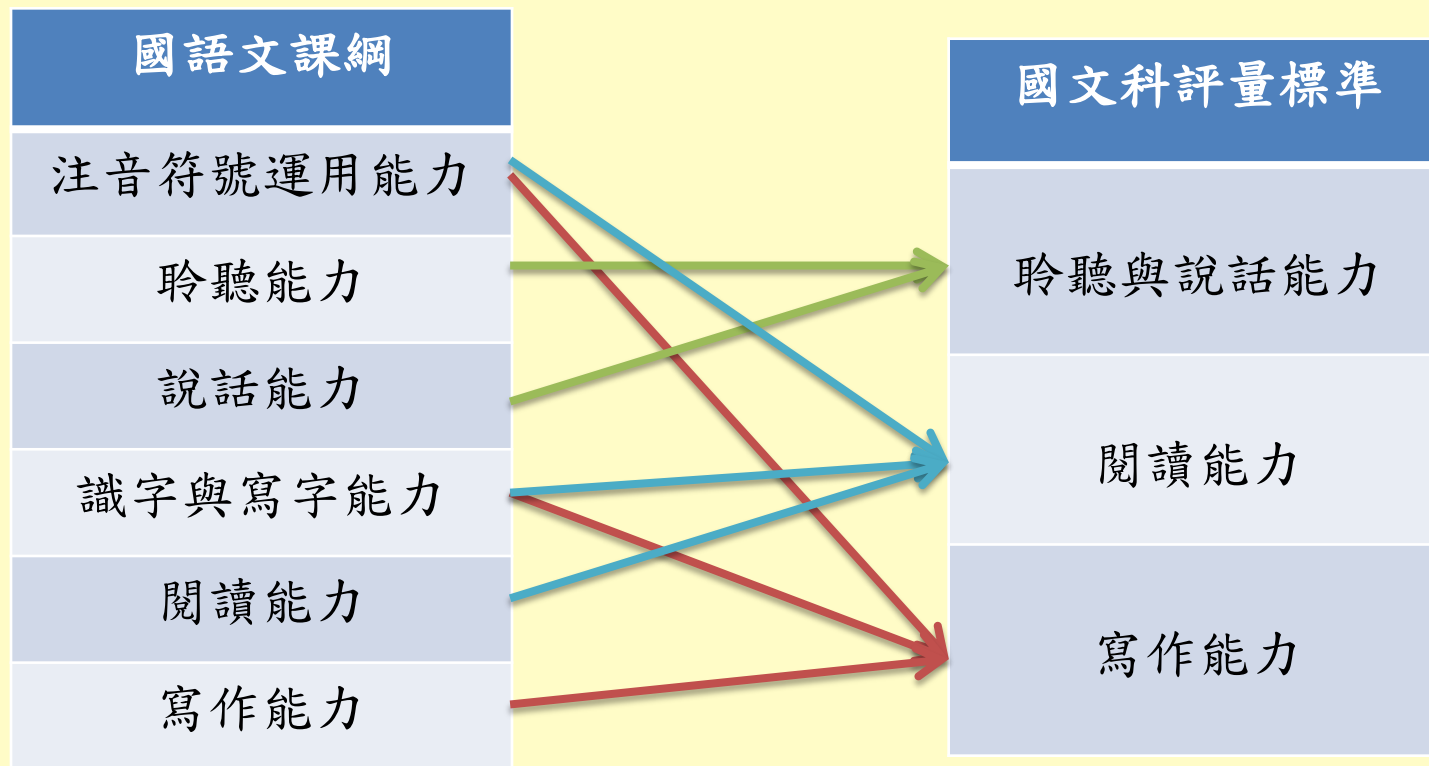 國語文課綱
注音符號運用能力
聆聽能力
說話能力
識字與寫字能力
閱讀能力
寫作能力
國文科評量標準
聆聽與說話能力
閱讀能力
寫作能力